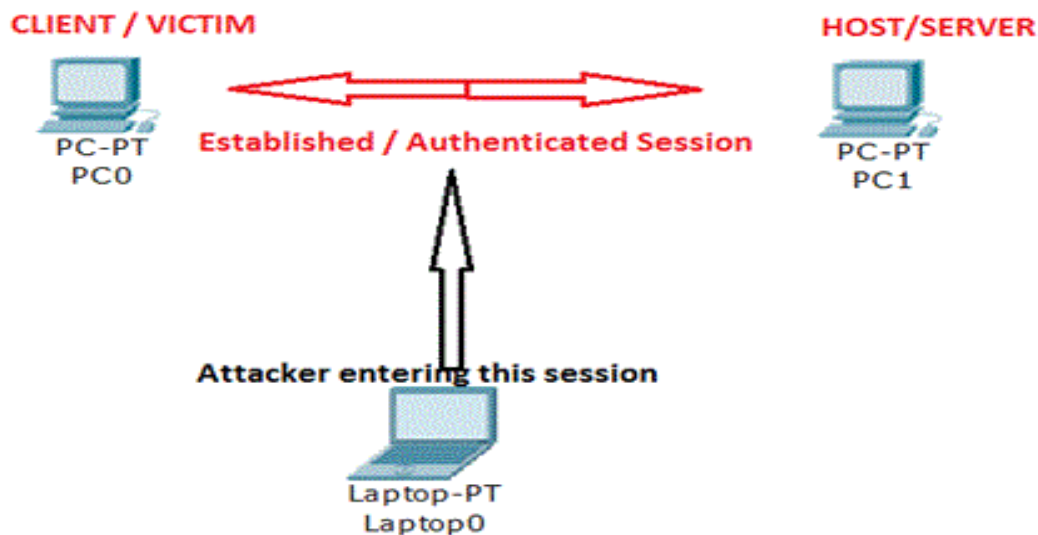 CLIENT / VICTIM
HOST/SERVER
PC-PT
PC0
Established / Authenticated Session
PC-PT
PC1
Attacker entering this session
Laptop-PT
Laptop0